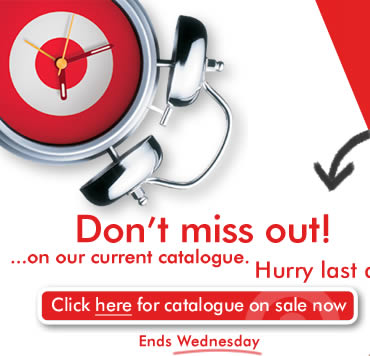 Don't miss out!
...on our current catalogue.
Hurry last
Click here for catalogue on sale now
Ends Wednesday